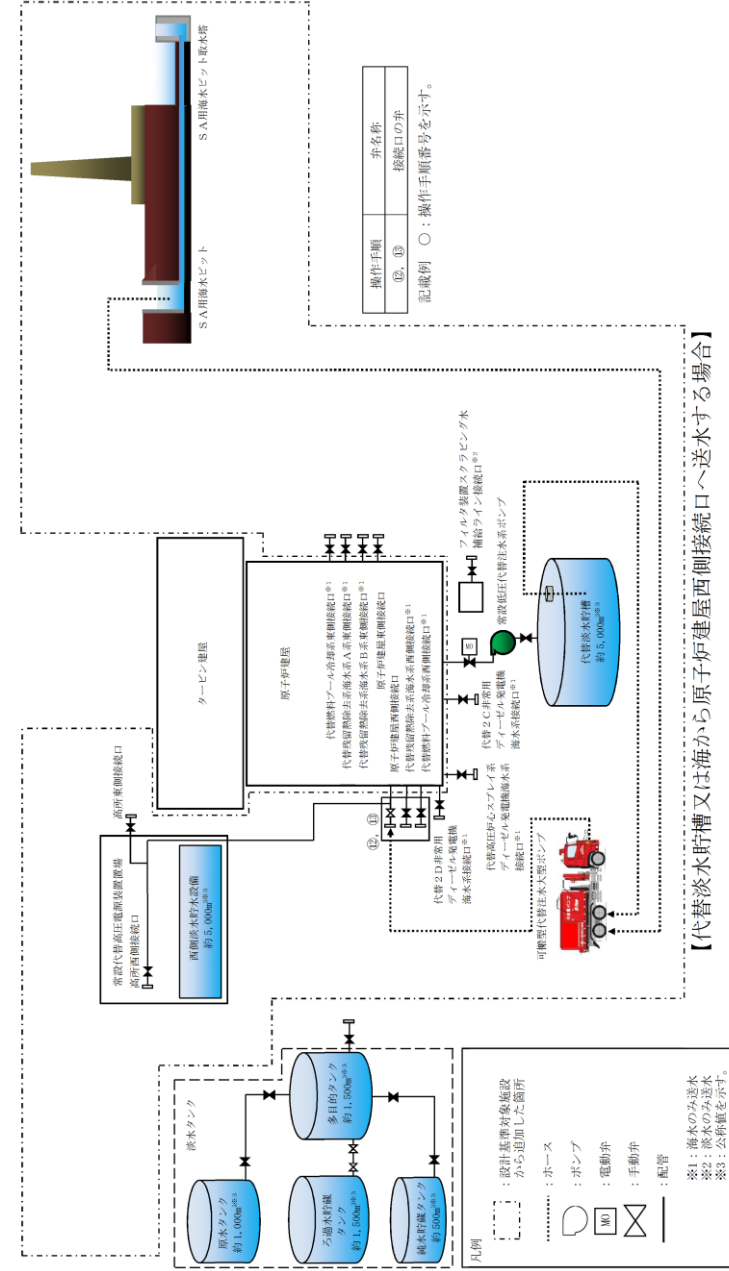 ＳＡ用海水ピット取水塔
ＳＡ用海水ピット
操作手順
弁名称
⑫，⑬
接続口の弁
記載例　○：操作手順番号を示す。
タービン建屋
原子炉建屋
代替燃料プール冷却系東側接続口※1
代替残留熱除去系海水系Ａ系東側接続口※1
代替残留熱除去系海水系Ｂ系東側接続口※1
原子炉建屋東側接続口
原子炉建屋西側接続口
代替残留熱除去系海水系西側接続口※1
代替燃料プール冷却系西側接続口※1
高所東側接続口
常設代替高圧電源装置置場
高所西側接続口
西側淡水貯水設備
約5,000m³※3
⑫，⑬
代替２Ｄ非常用
ディーゼル発電機
海水系接続口※1
代替高圧炉心スプレイ系
ディーゼル発電機海水系
接続口※1
代替２Ｃ非常用
ディーゼル発電機
海水系接続口※1
MO
フィルタ装置スクラビング水
補給ライン接続口※2
常設低圧代替注水系ポンプ
代替淡水貯槽
約5,000m³※3
可搬型代替注水大型ポンプ
淡水タンク
原水タンク
約1,000m³※3
多目的タンク
約1,500m³※3
ろ過水貯蔵
タンク
約1,500m³※3
純水貯蔵タンク
約500m³※3
凡例
：設計基準対象施設
から追加した箇所
：ホース
：ポンプ
MO
：電動弁
：手動弁
：配管
※1：海水のみ送水
※2：淡水のみ送水
※3：公称値を示す。
【代替淡水貯槽又は海から原子炉建屋西側接続口へ送水する場合】